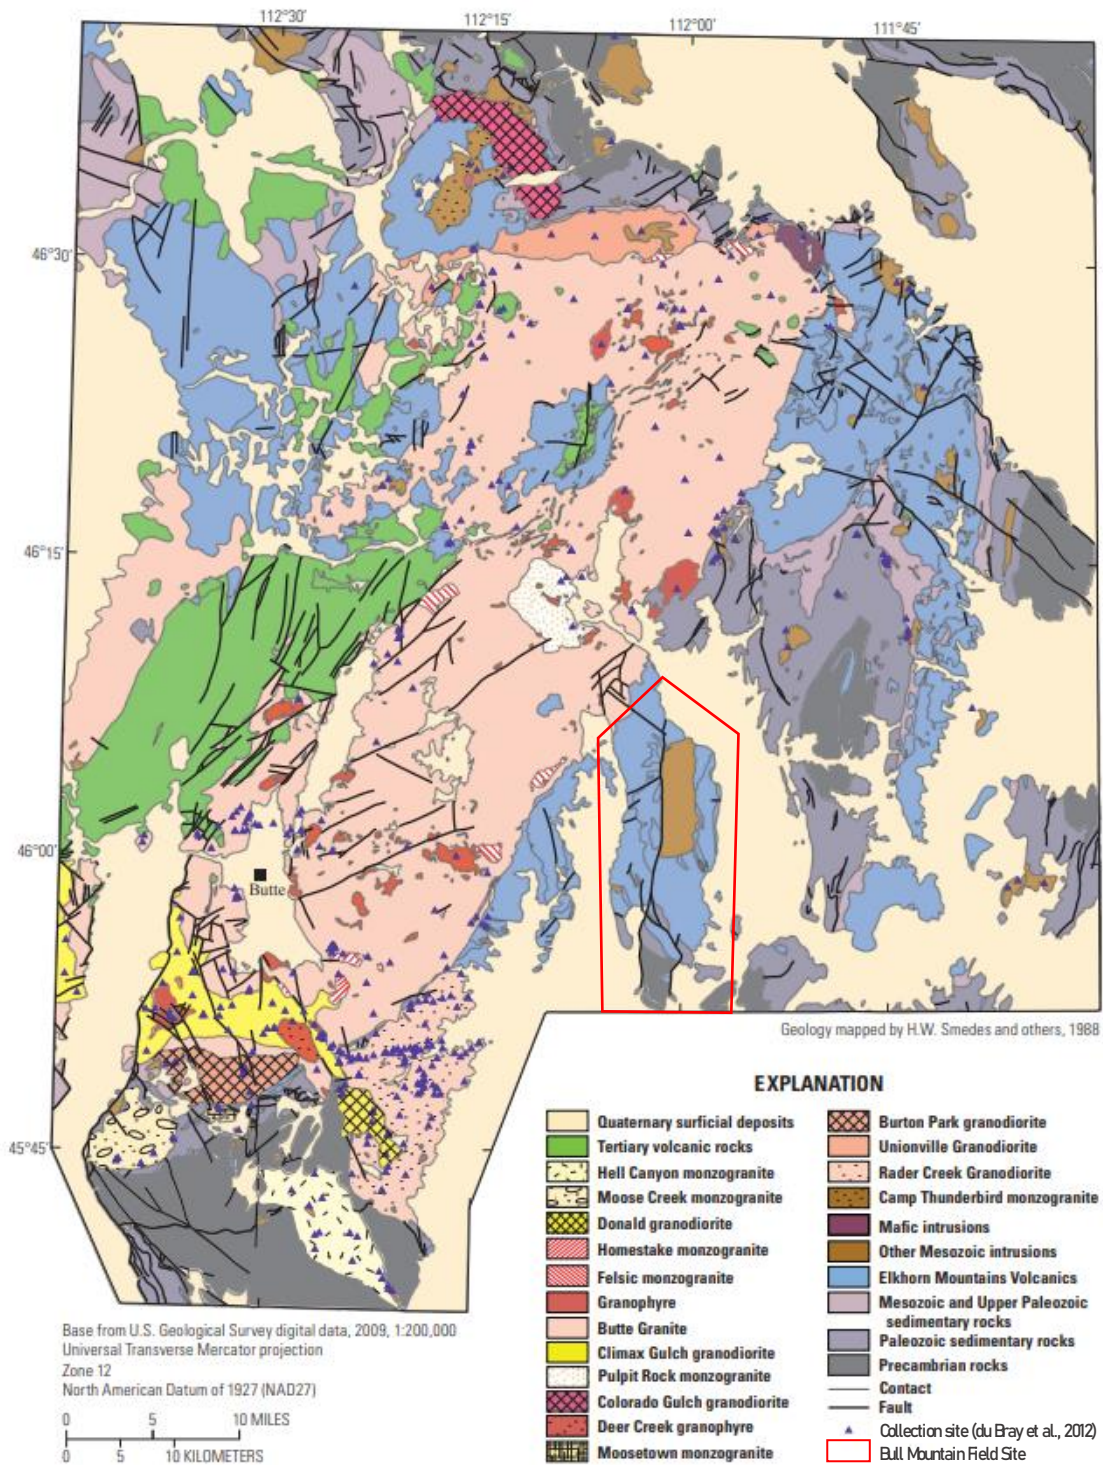 112°30'
112°15'
112°00'
111°45'
46°30'
46°15'
46°00'
Butte
45°45'
Geology mapped by H.W. Smedes and others, 1988
EXPLANATION
Quaternary surficial deposits
Tertiary volcanic rocks
Hell Canyon monzogranite
Moose Creek monzogranite
Donald granodiorite
Homestake monzogranite
Felsic monzogranite
Granophyre
Butte Granite
Climax Gulch granodiorite
Pulpit Rock monzogranite
Colorado Gulch granodiorite
Deer Creek granophyre
Moosetown monzogranite
Burton Park granodiorite
Unionville Granodiorite
Rader Creek Granodiorite
Camp Thunderbird monzogranite
Mafic intrusions
Other Mesozoic intrusions
Elkhorn Mountains Volcanics
Mesozoic and Upper Paleozoic
sedimentary rocks
Paleozoic sedimentary rocks
Precambrian rocks
Contact
Fault
Collection site (du Bray et al., 2012)
Bull Mountain Field Site
Base from U.S. Geological Survey digital data, 2009, 1:200,000
Universal Transverse Mercator projection
Zone 12
North American Datum of 1927 (NAD27)
0 5 10 MILES
0 5 10 KILOMETERS